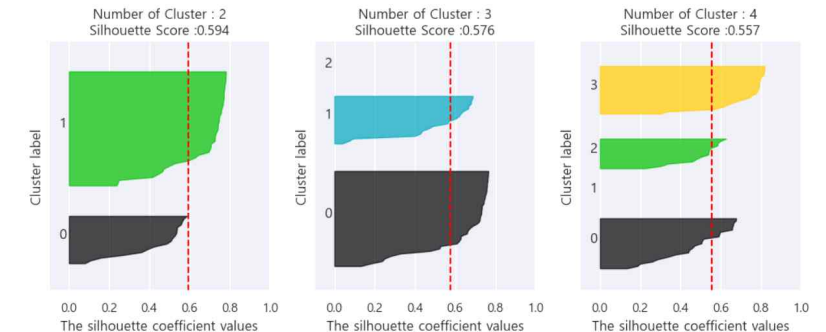 Number of Cluster : 2
Silhouette Score :0.594
Cluster label
1
0
0.0 0.2 0.4 0.6 0.8 1.0
The silhouette coefficient values
Number of Cluster : 3
Silhouette Score :0.576
Cluster label
2
1
0
0.0 0.2 0.4 0.6 0.8 1.0
The silhouette coefficient values
Number of Cluster : 4
Silhouette Score :0.557
Cluster label
3
2
1
0
0.0 0.2 0.4 0.6 0.8 1.0
The silhouette coefficient values